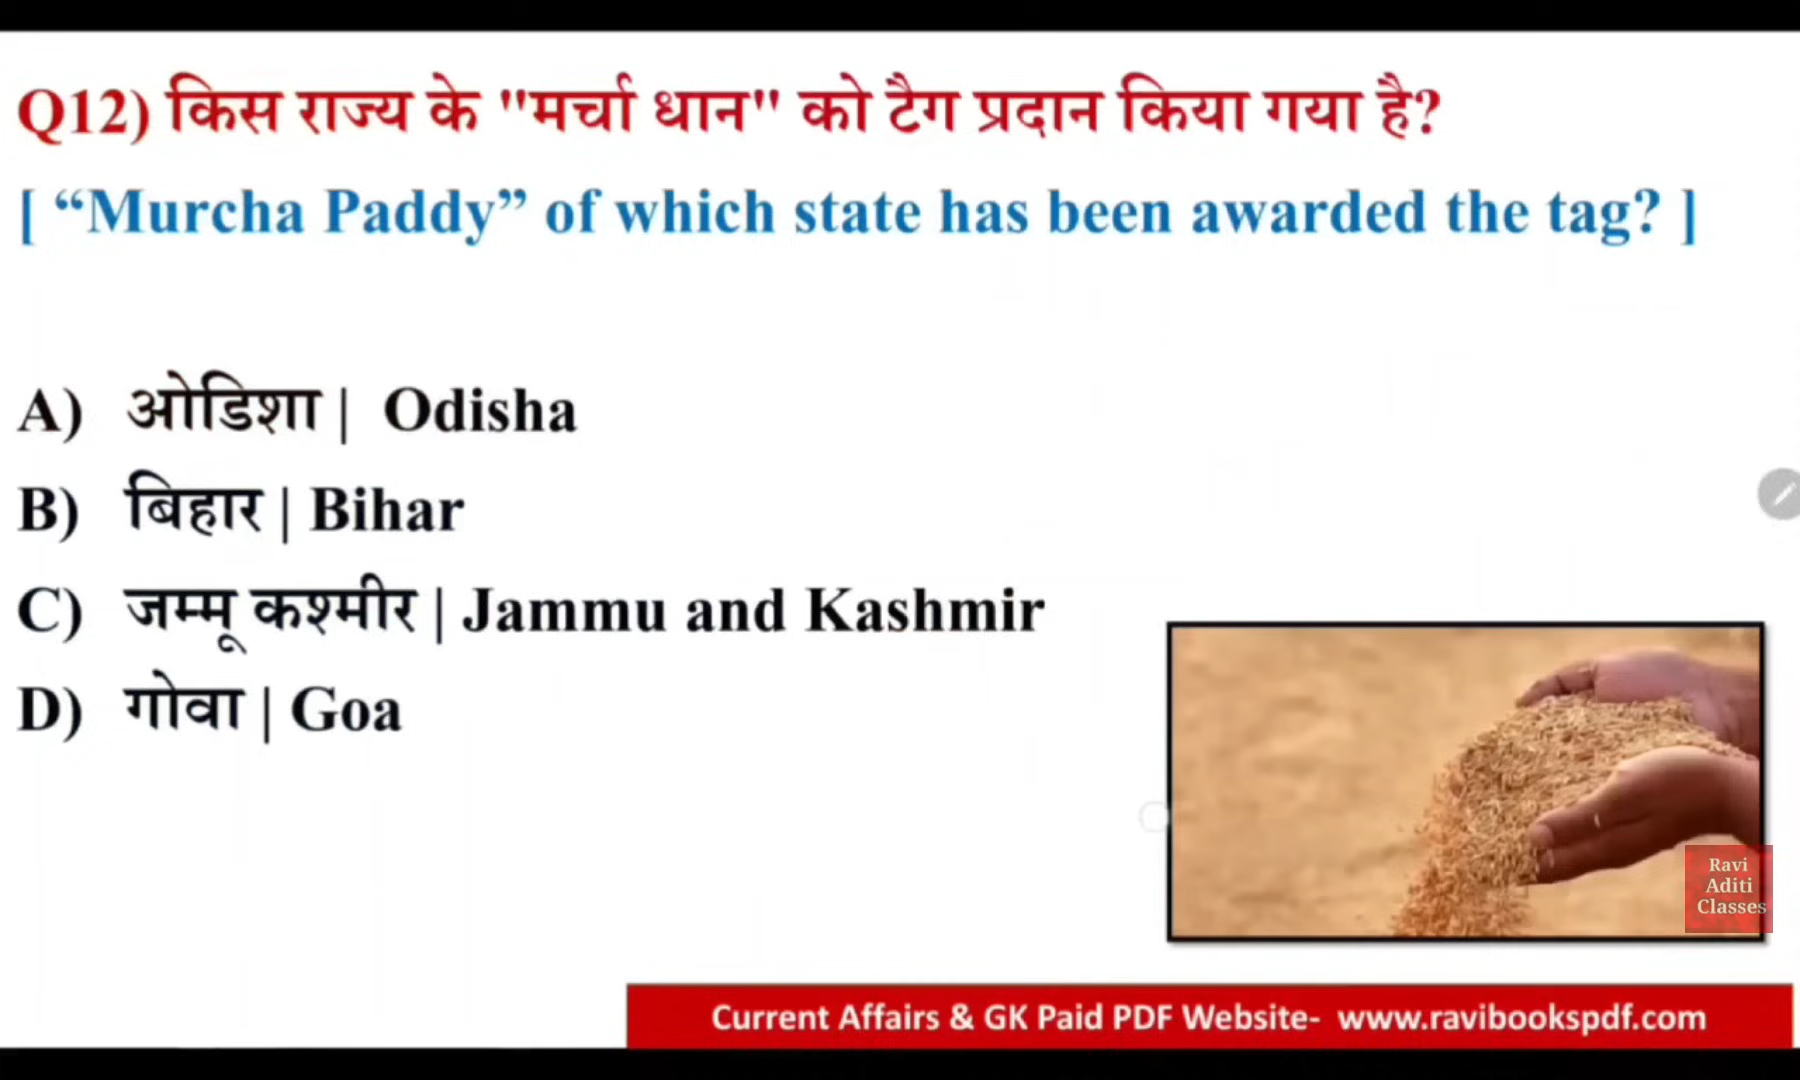 Q12) किस राज्य के "मर्चा धान" को टैग प्रदान किया गया है?
[ “Murcha Paddy” of which state has been awarded the tag? ]
A) ओडिशा | Odisha
B) बिहार | Bihar
C) जम्मू कश्मीर | Jammu and Kashmir
D) गोवा | Goa
Ravi
Aditi
Classes
Current Affairs & GK Paid PDF Website- www.ravibookspdf.com